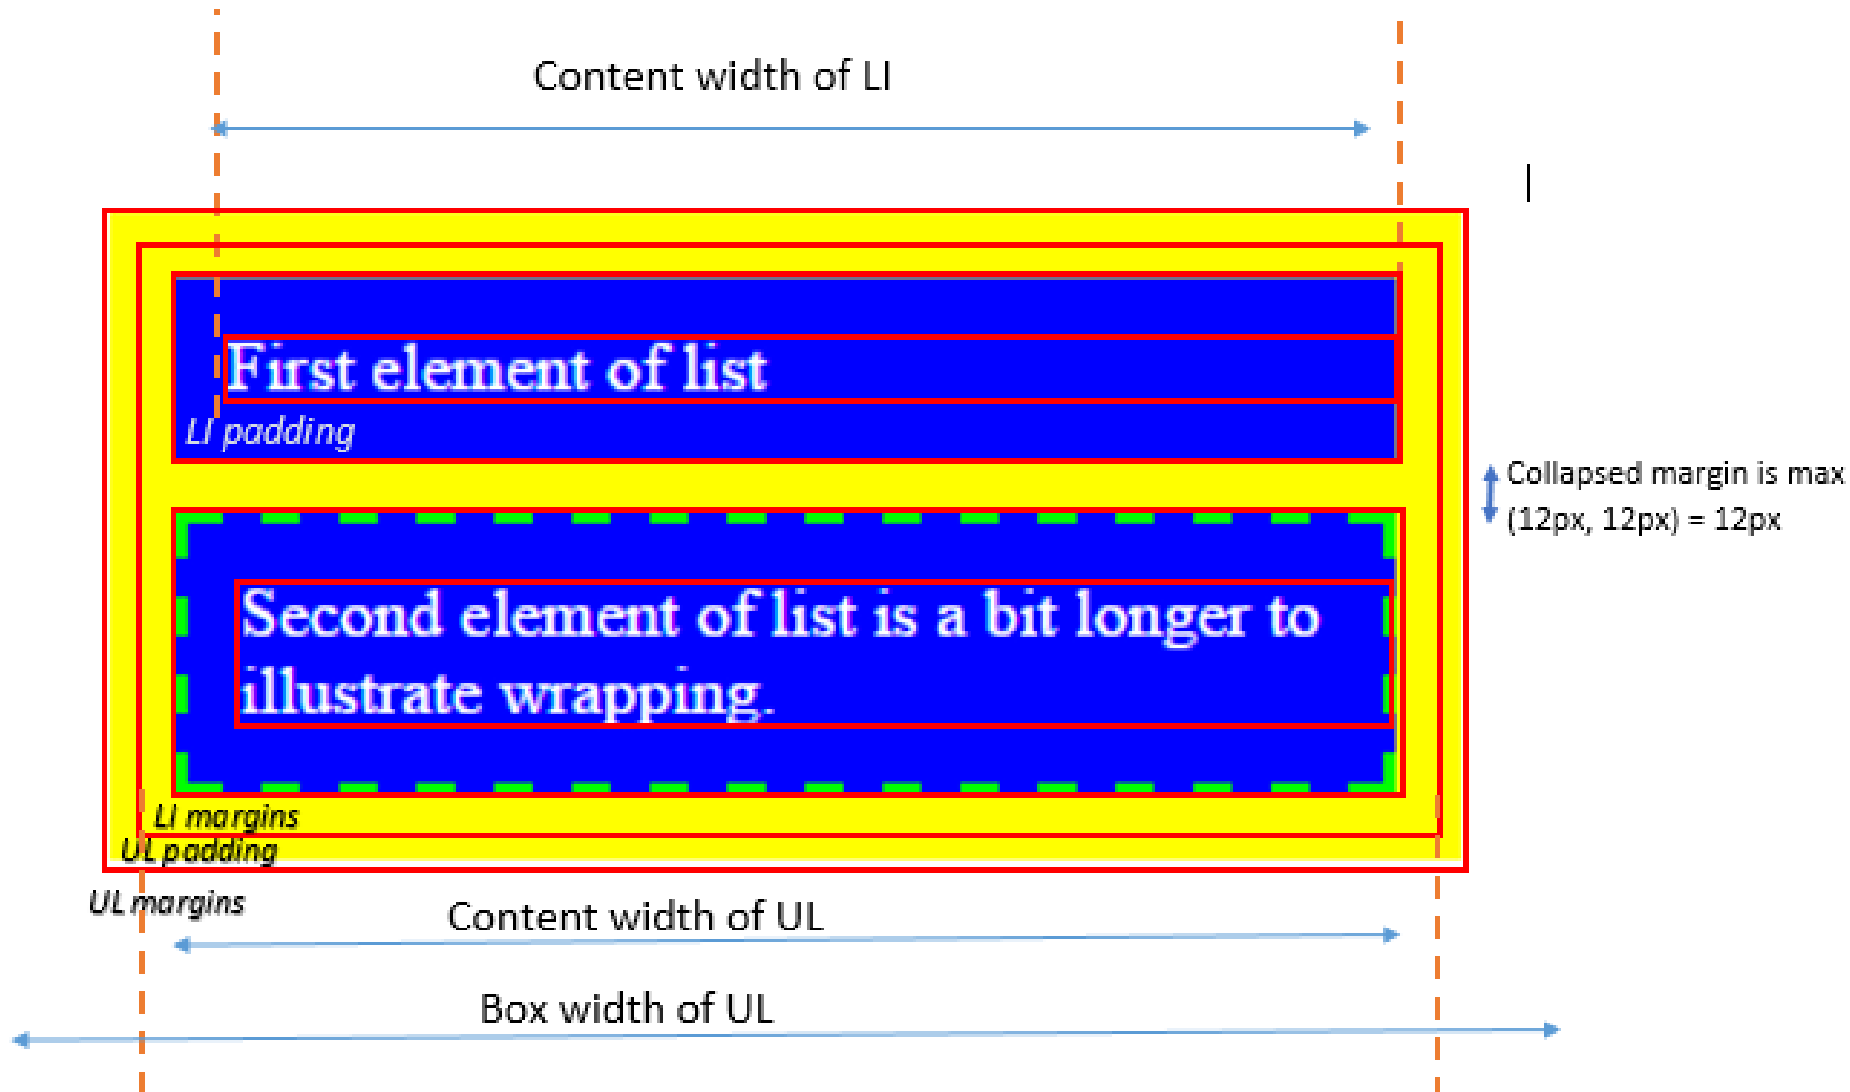 Content width of LI
First element of list
LI padding
Collapsed margin is max
(12px, 12px) = 12px
Second element of list is a bit longer to
illustrate wrapping.
LI margins
UL padding
UL margins
Content width of UL
Box width of UL